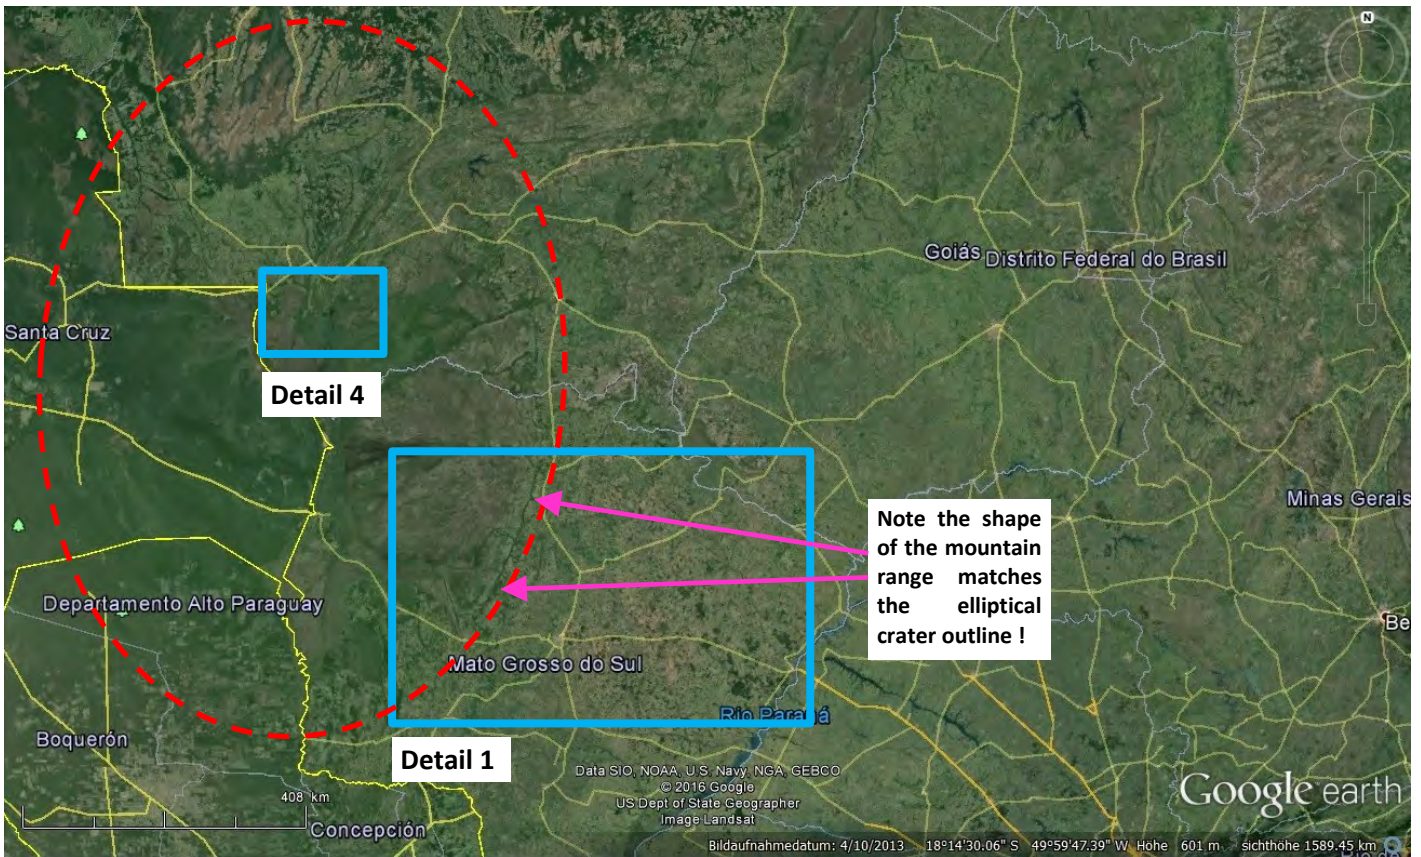 N
Goiás
Distrito Federal do Brasil
Santa Cruz
Detail 4
Minas Gerais
Note the shape
of the mountain
range matches
the elliptical
crater outline !
Departamento Alto Paraguay
Be
Mato Grosso do Sul
Rio Paraná
Boquerón
Detail 1
Data SIO, NOAA, U.S. Navy, NGA, GEBCO
© 2016 Google
US Dept of State Geographer
Image Landsat
Google earth
408 km
Concepción
Bildaufnahmedatum: 4/10/2013 18°14'30.06" S 49°59'47.39" W Höhe 601 m sichthöhe 1589.45 km